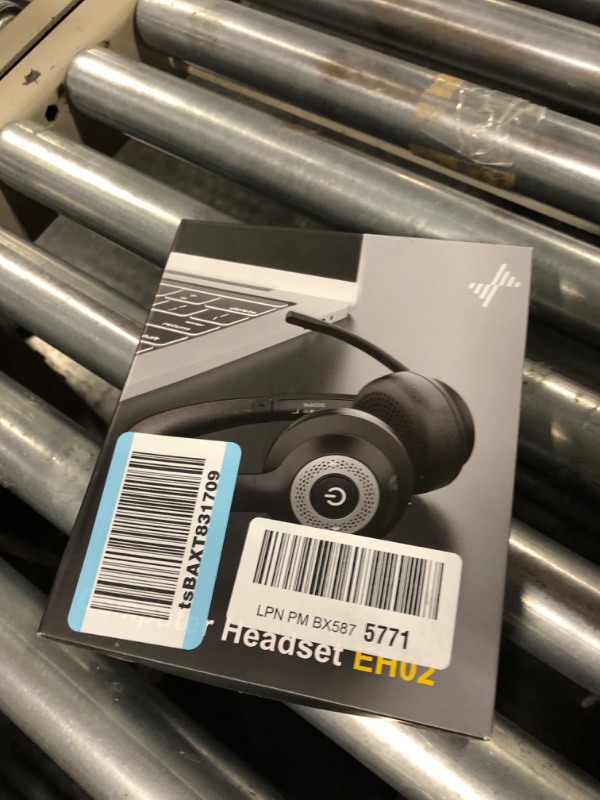 tsBAXT831709
LPN PM BX587 5771
Headset EH02